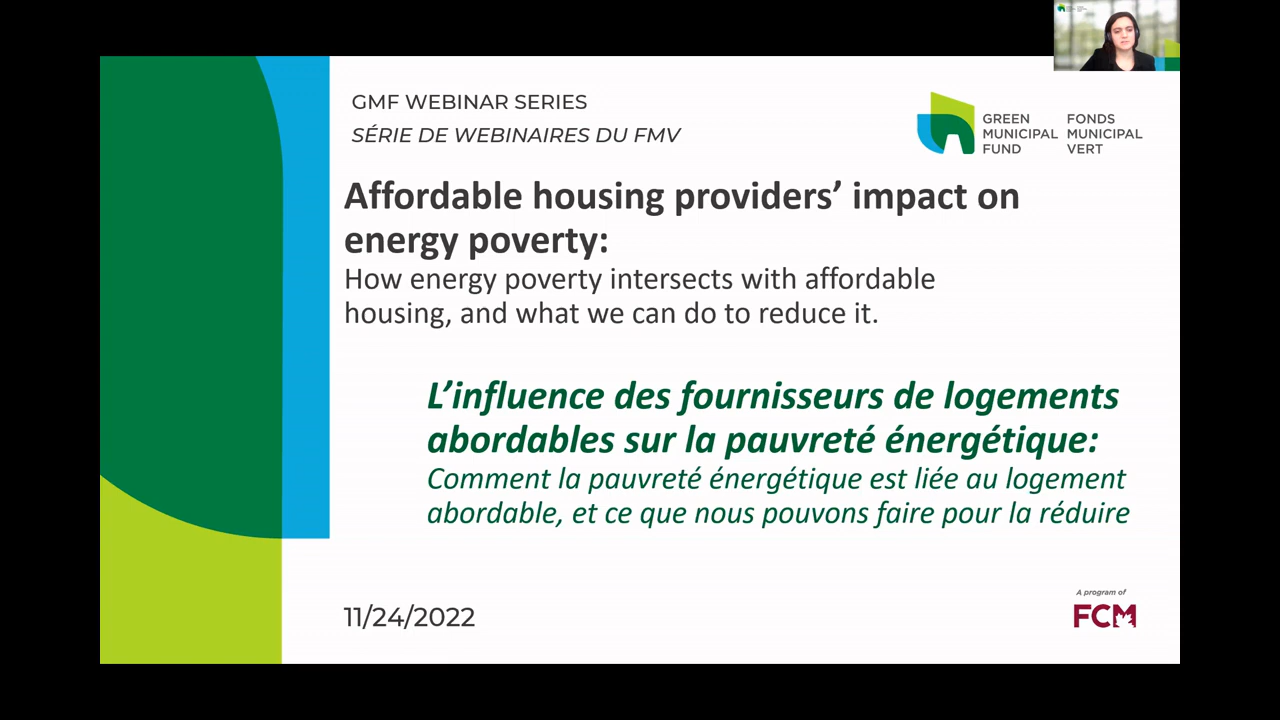 GMF WEBINAR SERIES
SÉRIE DE WEBINAIRES DU FMV
GREEN
MUNICIPAL
FUND
FONDS
MUNICIPAL
VERT
Affordable housing providers’ impact on
energy poverty:
How energy poverty intersects with affordable
housing, and what we can do to reduce it.
L’influence des fournisseurs de logements
abordables sur la pauvreté énergétique:
Comment la pauvreté énergétique est liée au logement
abordable, et ce que nous pouvons faire pour la réduire
11/24/2022
A program of
FCM